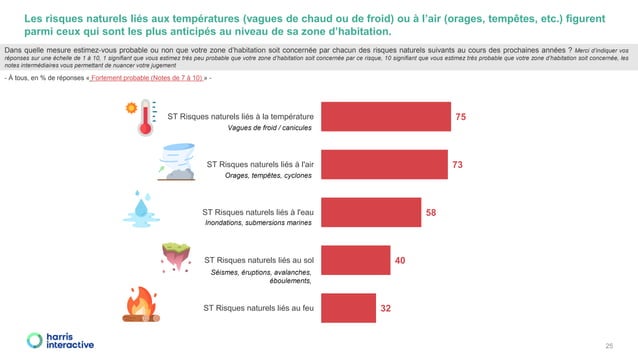 Les risques naturels liés aux températures (vagues de chaud ou de froid) ou à l'air (orages, tempêtes, etc.) figurent
parmi ceux qui sont les plus anticipés au niveau de sa zone d'habitation.
Dans quelle mesure estimez-vous probable ou non que votre zone d'habitation soit concernée par chacun des risques naturels suivants au cours des prochaines années ? Merci d'indiquer vos
réponses sur une échelle de 1 à 10, 1 signifiant que vous estimez très peu probable que votre zone d'habitation soit concernée par ce risque, 10 signifiant que vous estimez très probable que votre zone d'habitation soit concernée, les
notes intermédiaires vous permettant de nuancer votre jugement
- À tous, en % de réponses « Fortement probable (Notes de 7 à 10) » -
ST Risques naturels liés à la température 75
Vagues de froid / canicules
ST Risques naturels liés à l'air 73
Orages, tempêtes, cyclones
ST Risques naturels liés à l'eau 58
Inondations, submersions marines
ST Risques naturels liés au sol 40
Séismes, éruptions, avalanches,
éboulements,
ST Risques naturels liés au feu 32
harris
interactive
25